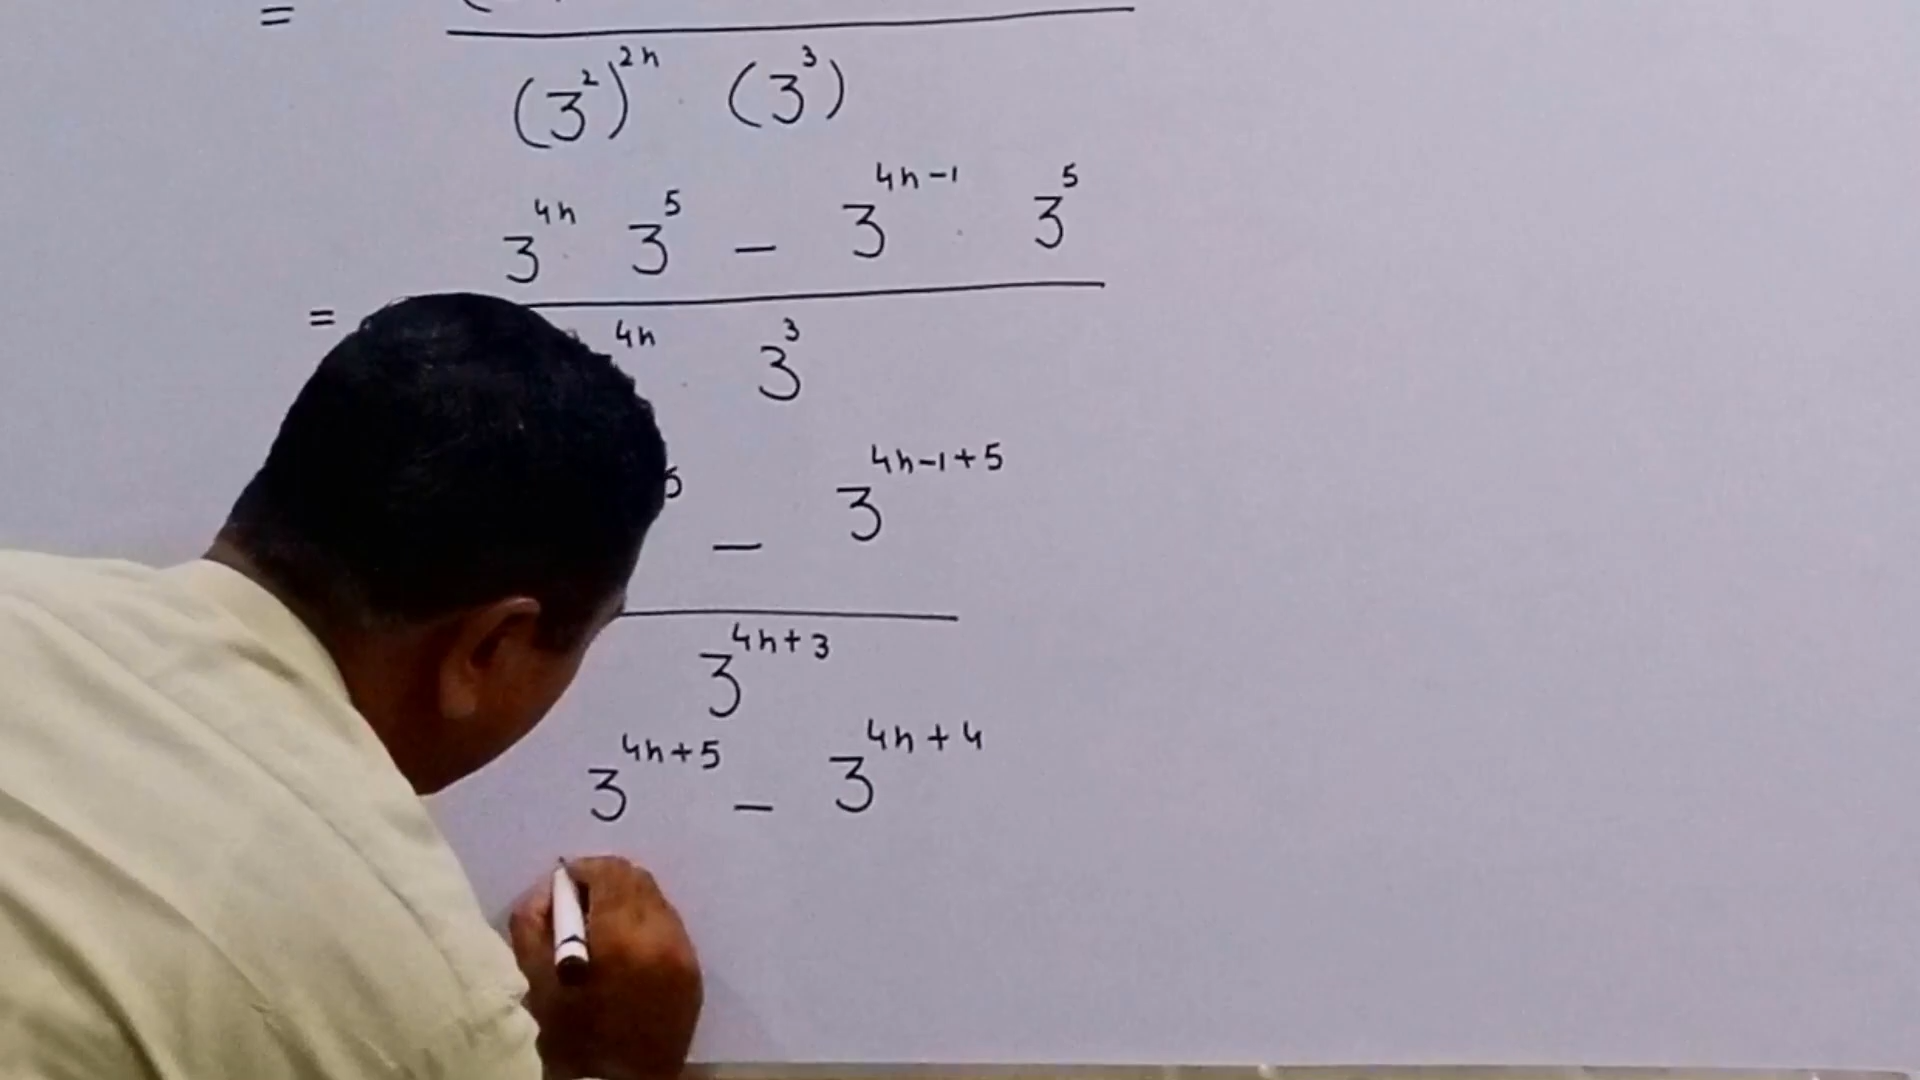 =
(3²)²ⁿ (3³)
3⁴ⁿ 3⁵ − 3⁴ⁿ⁻¹ 3⁵
=
4n 3³
5 − 3⁴ⁿ⁻¹⁺⁵
3⁴ⁿ⁺³
3⁴ⁿ⁺⁵ − 3⁴ⁿ⁺⁴